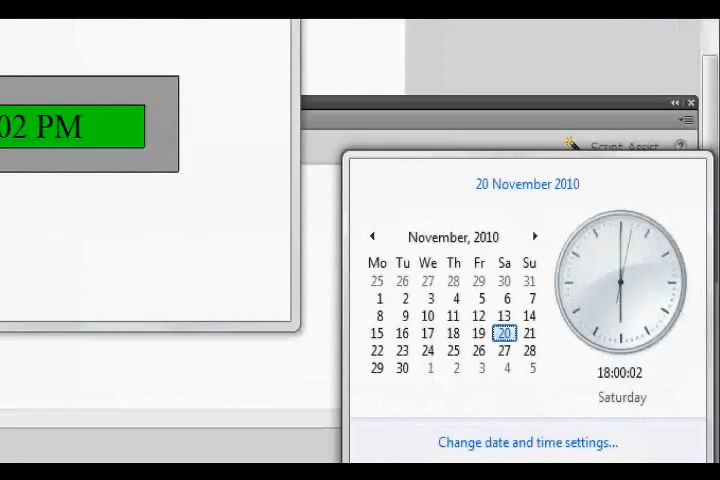 02 PM
Script Assist
20 November 2010
November, 2010
Mo Tu We Th Fr Sa Su
25 26 27 28 29 30 31
1 2 3 4 5 6 7
8 9 10 11 12 13 14
15 16 17 18 19 20 21
22 23 24 25 26 27 28
29 30 1 2 3 4 5
18:00:02
Saturday
Change date and time settings...